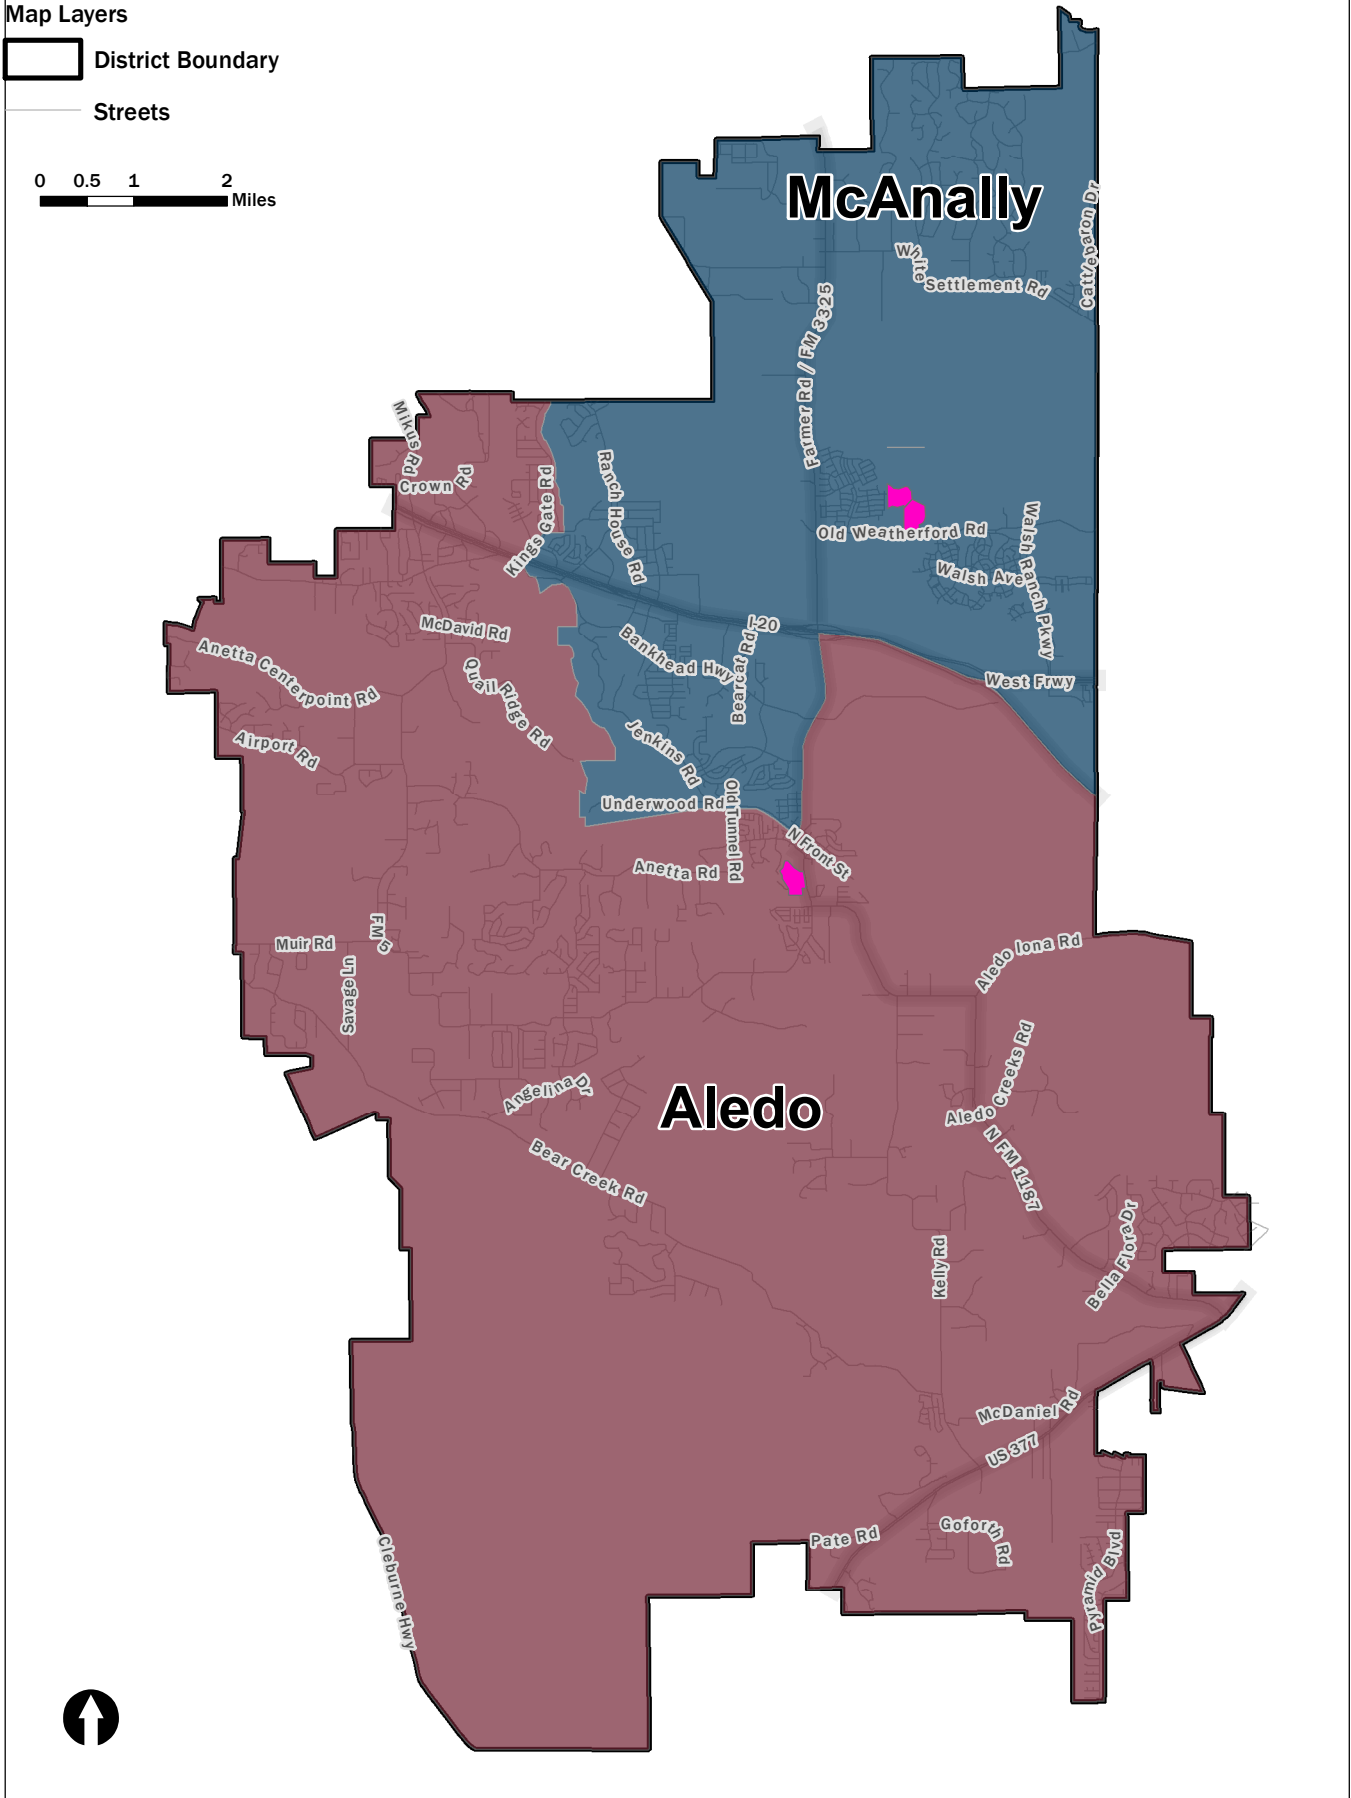 Map Layers
District Boundary
Streets
0 0.5 1 2
Miles
McAnally
Cattlebaron Dr
White
Settlement Rd
Farmer Rd / FM 3325
Mikus Rd
Crown Rd
Kings Gate Rd
Ranch House Rd
Old Weatherford Rd
Walsh Ave
Walsh Ranch Pkwy
I-20
McDavid Rd
Bankhead Hwy
Bearcat Rd
West Frwy
Anetta Centerpoint Rd
Quail Ridge Rd
Airport Rd
Jenkins Rd
Underwood Rd
Old Tunnel Rd
N Front St
Anetta Rd
FM 5
Muir Rd
Savage Ln
Aledo Iona Rd
Aledo Creeks Rd
Angelina Dr
Aledo
N FM 1187
Bear Creek Rd
Bella Flora Dr
Kelly Rd
McDaniel Rd
US 377
Goforth Rd
Pate Rd
Pyramid Blvd
Cleburne Hwy